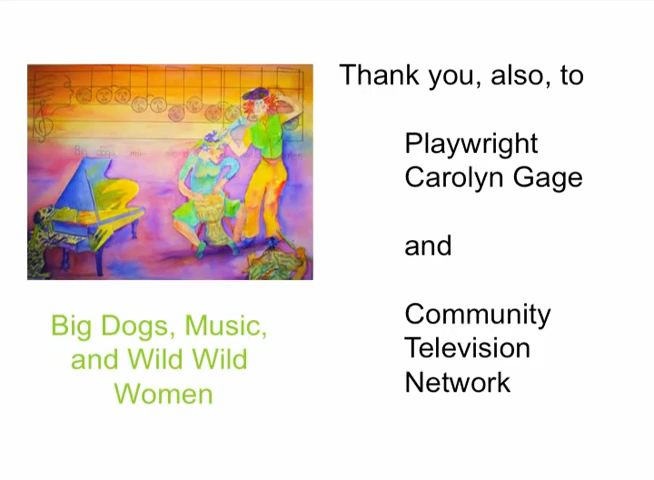 Thank you, also, to
Playwright
Carolyn Gage
and
Community
Television
Network
Big Dogs, Music,
and Wild Wild
Women